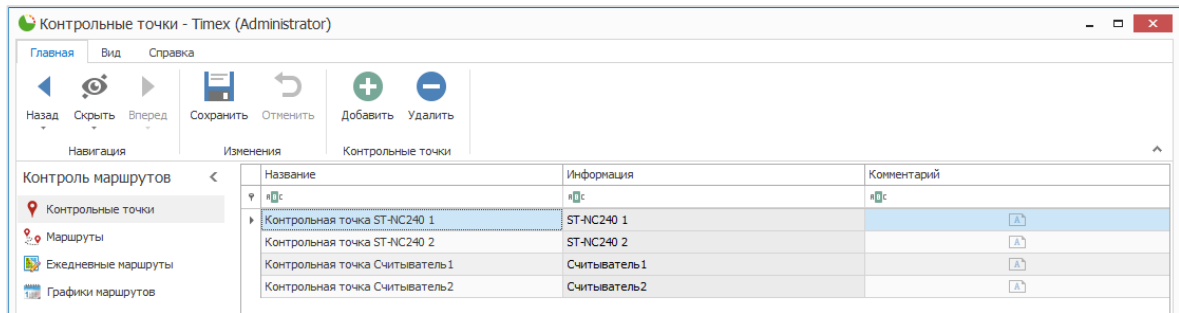 Контрольные точки - Timex (Administrator)
Главная Вид Справка
Назад Скрыть Вперед Сохранить Отменить Добавить Удалить
Навигация Изменения Контрольные точки
Контроль маршрутов
Название Информация Комментарий
Контрольные точки
Контрольная точка ST-NC240 1 ST-NC240 1
Маршруты
Контрольная точка ST-NC240 2 ST-NC240 2
Ежедневные маршруты
Контрольная точка Считыватель1 Считыватель1
Графики маршрутов
Контрольная точка Считыватель2 Считыватель2